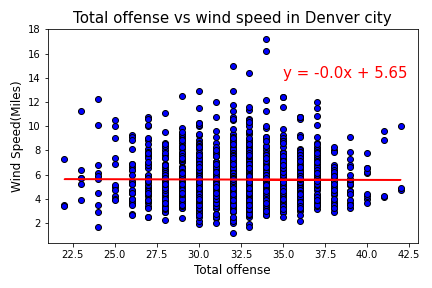 Total offense vs wind speed in Denver city
18
16
14
12
10
8
6
4
2
Wind Speed(Miles)
y = -0.0x + 5.65
22.5 25.0 27.5 30.0 32.5 35.0 37.5 40.0 42.5
Total offense